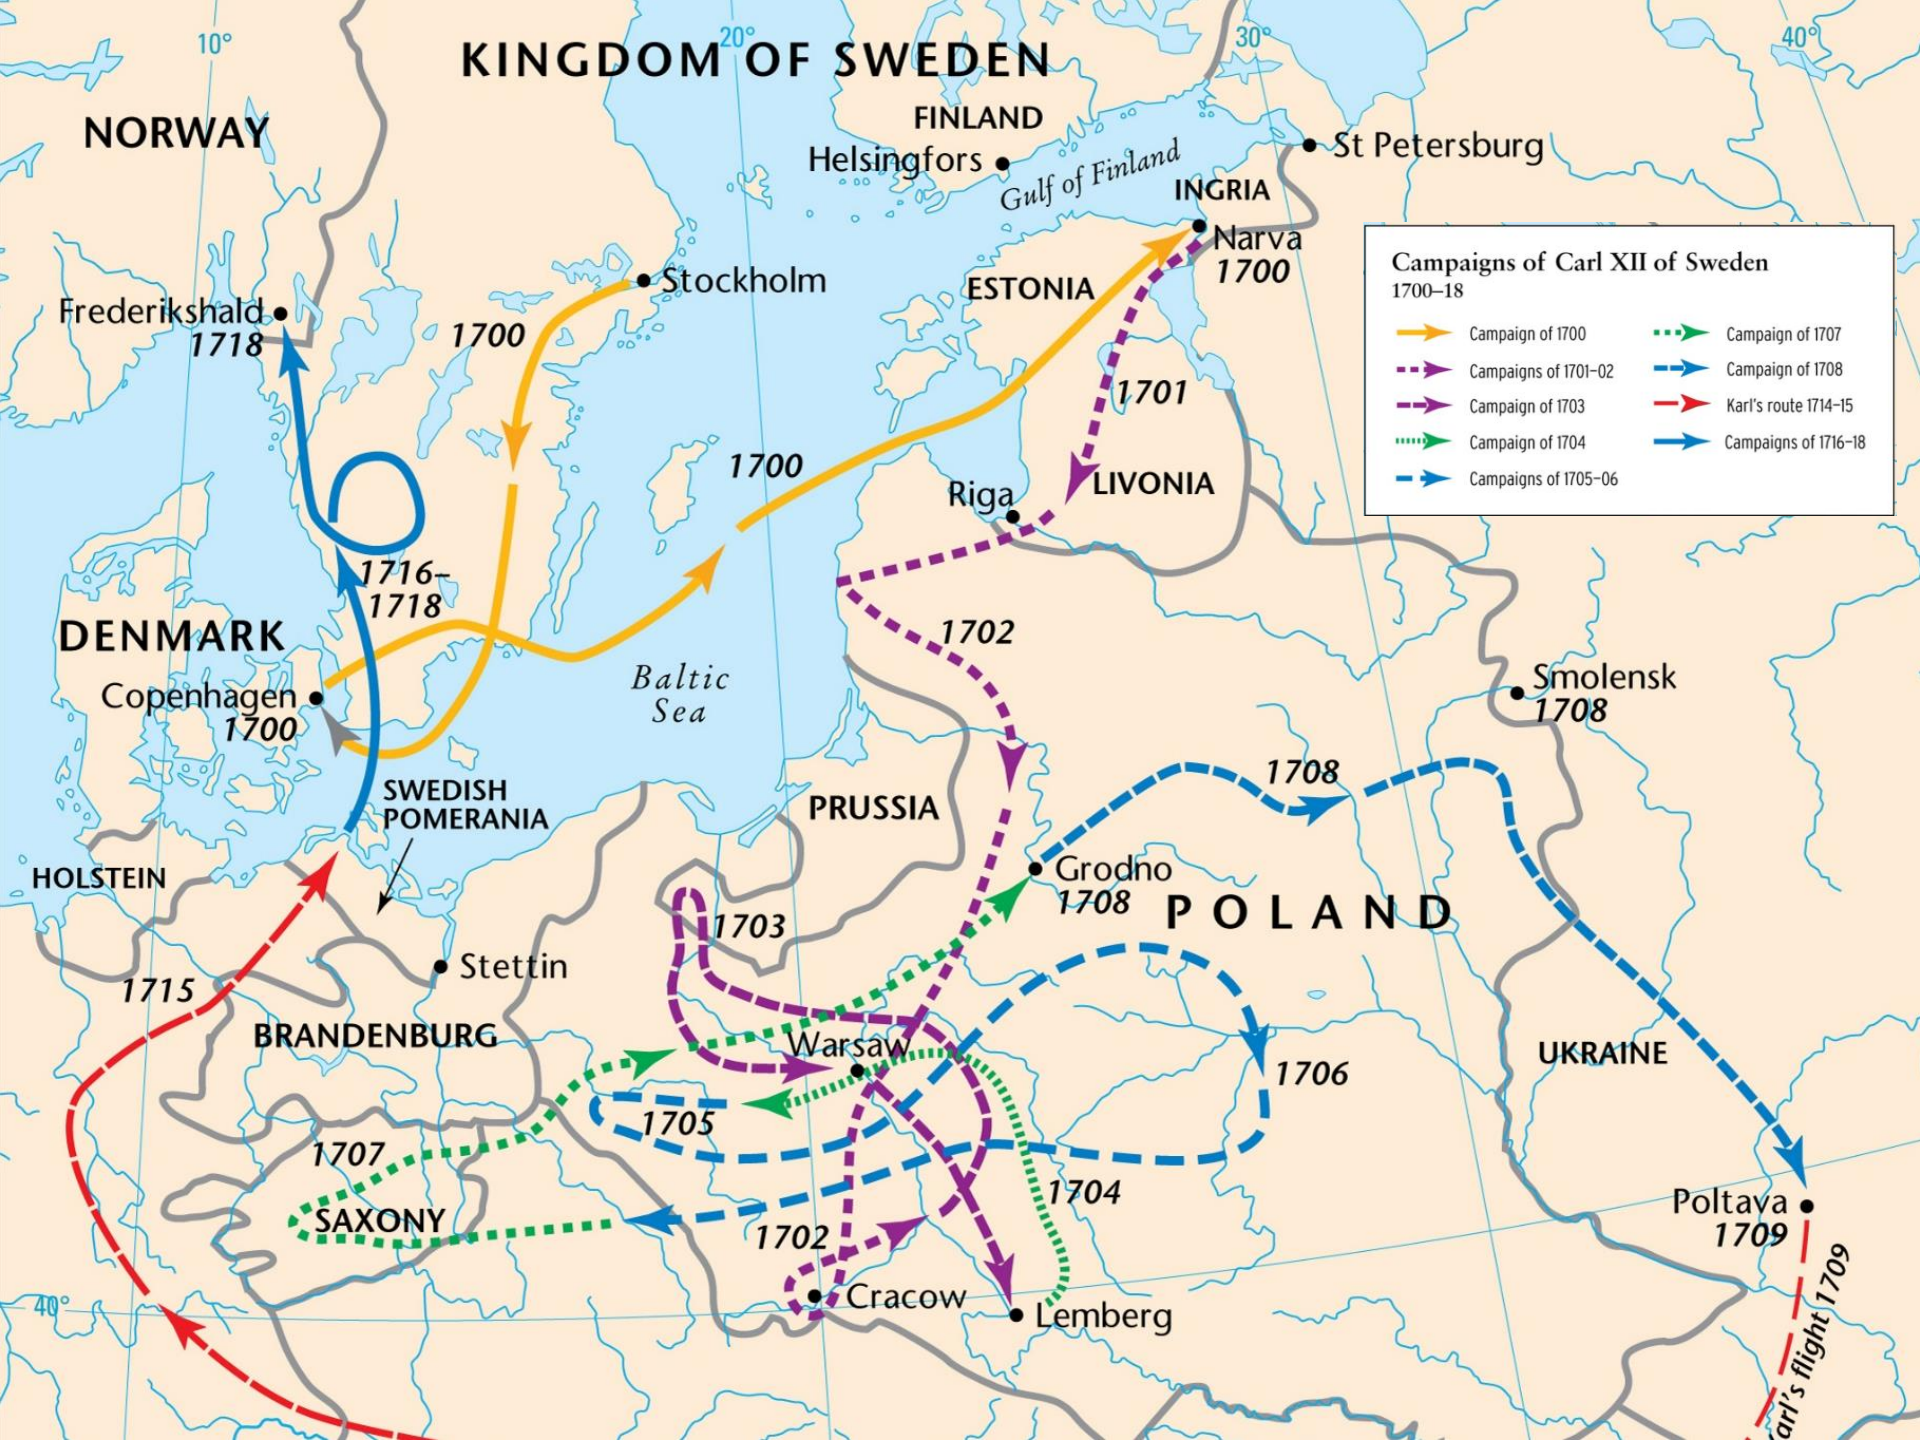 10°
20°
30°
40°
KINGDOM OF SWEDEN
NORWAY
FINLAND
Helsingfors
Gulf of Finland
St Petersburg
INGRIA
Narva
1700
ESTONIA
Stockholm
Frederikshald
1718
1700
Campaigns of Carl XII of Sweden
1700–18
Campaign of 1700
Campaigns of 1701–02
Campaign of 1703
Campaign of 1704
Campaigns of 1705–06
Campaign of 1707
Campaign of 1708
Karl's route 1714–15
Campaigns of 1716–18
1701
1700
Riga
LIVONIA
1716–
1718
DENMARK
1702
Copenhagen
1700
Baltic
Sea
Smolensk
1708
1708
SWEDISH
POMERANIA
PRUSSIA
HOLSTEIN
Grodno
1708
POLAND
1703
Stettin
1715
BRANDENBURG
Warsaw
UKRAINE
1706
1705
1707
1704
SAXONY
1702
Poltava
1709
Cracow
Lemberg
40°
arl's flight 1709